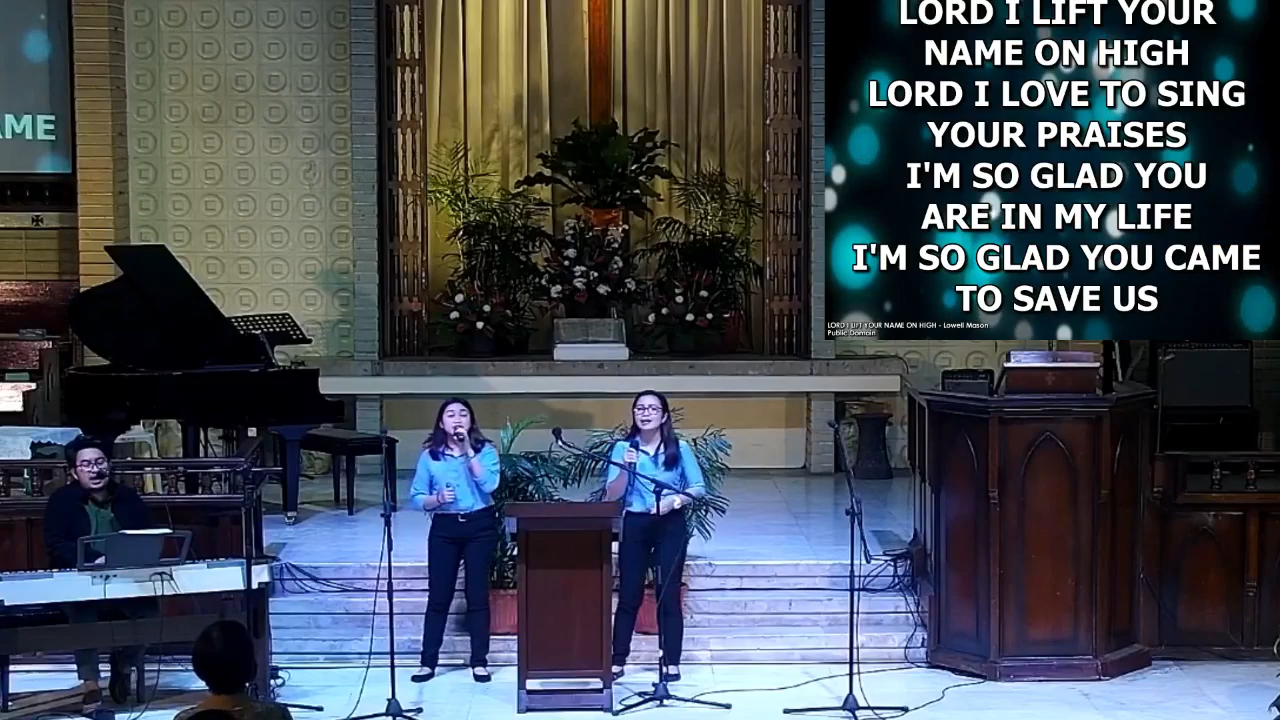 AME
LORD I LIFT YOUR
NAME ON HIGH
LORD I LOVE TO SING
YOUR PRAISES
I'M SO GLAD YOU
ARE IN MY LIFE
I'M SO GLAD YOU CAME
TO SAVE US
LORD I LIFT YOUR NAME ON HIGH - Lowell Mason
Public Domain